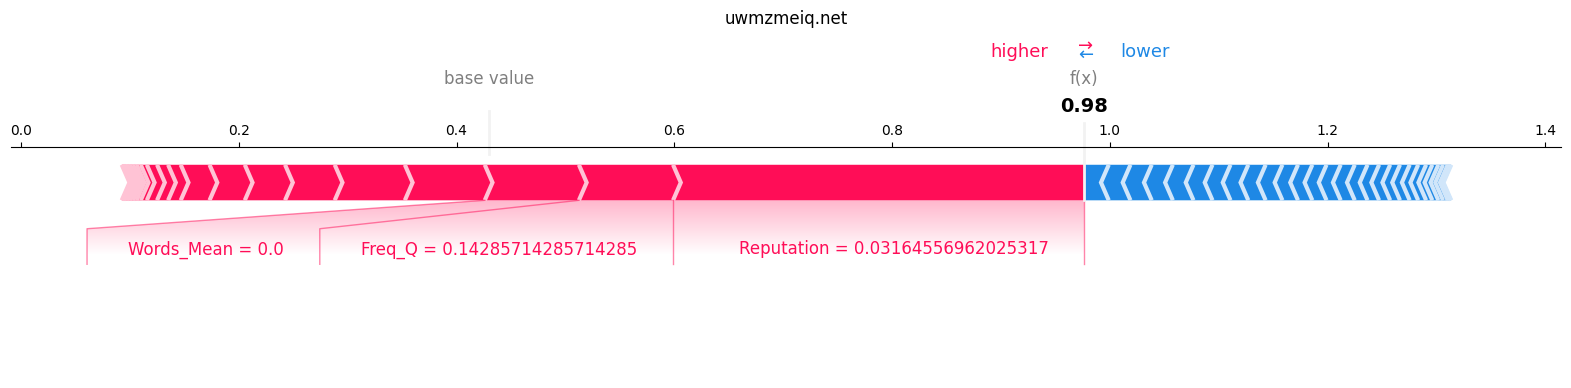 uwmzmeiq.net
higher → ← lower
base value f(x)
0.98
0.0 0.2 0.4 0.6 0.8 1.0 1.2 1.4
Words_Mean = 0.0 Freq_Q = 0.14285714285714285 Reputation = 0.03164556962025317